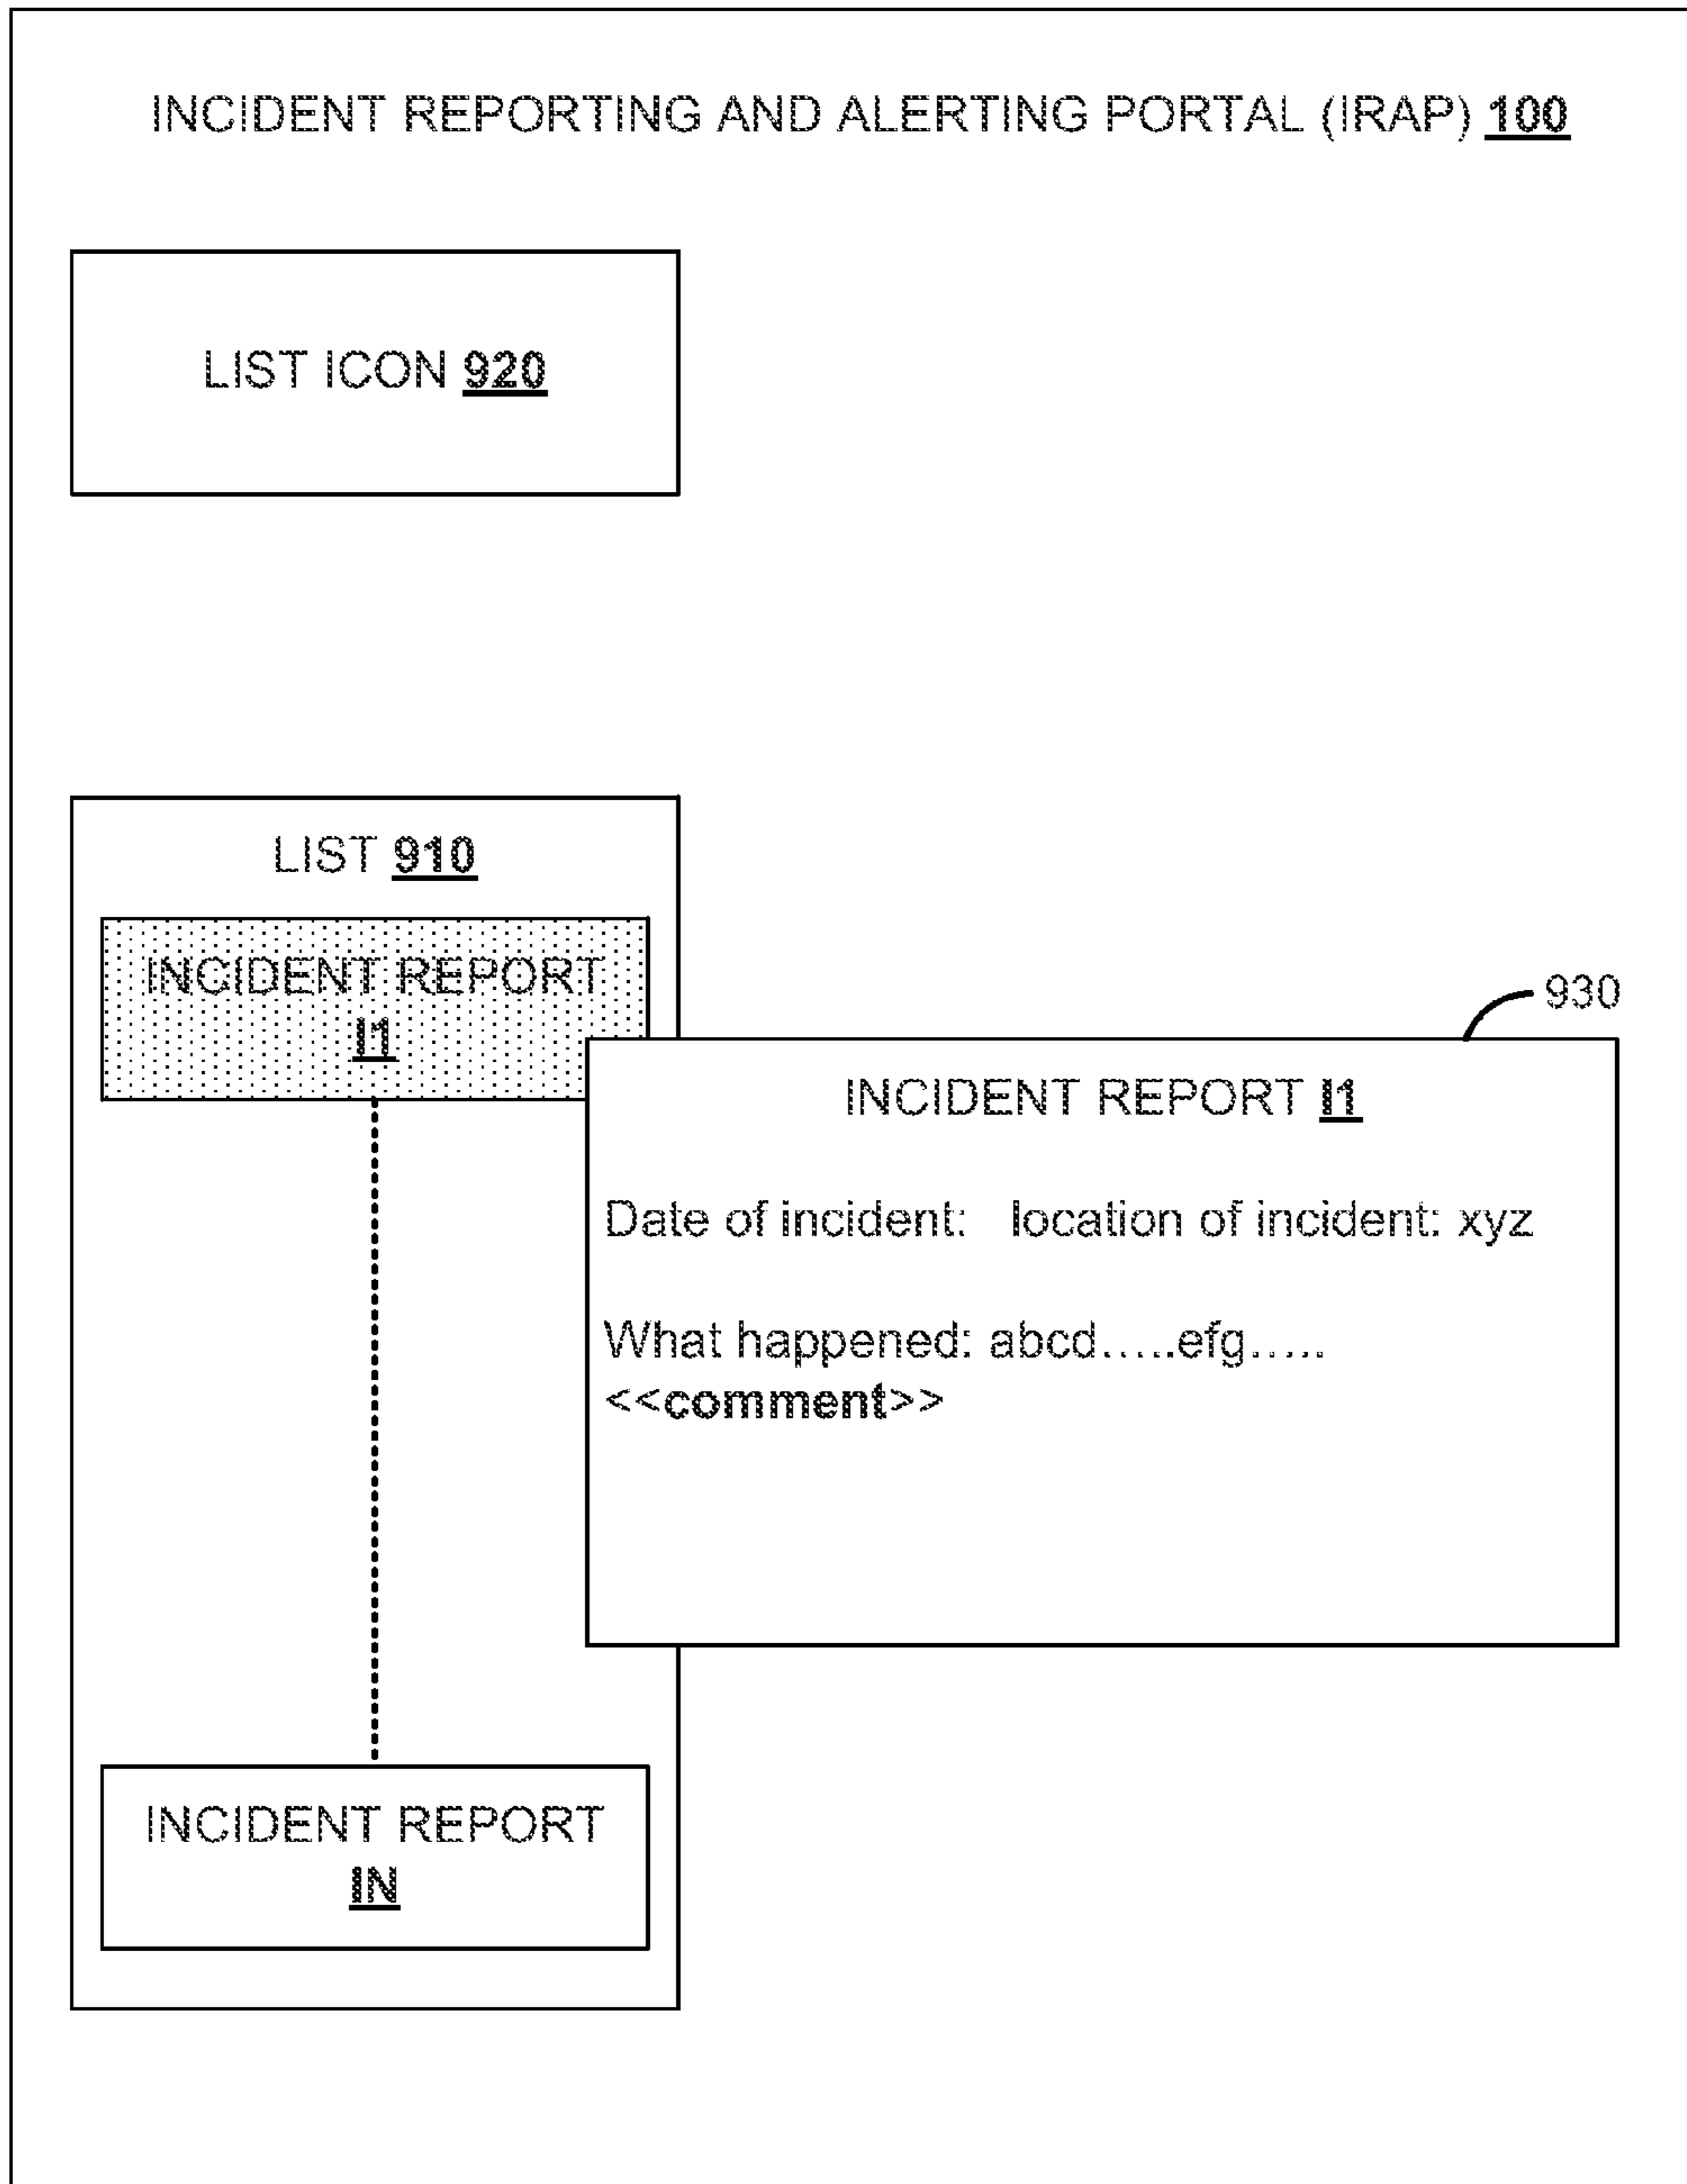 INCIDENT REPORTING AND ALERTING PORTAL (IRAP) 100
LIST ICON 920
LIST 910
INCIDENT REPORT
I1
930
INCIDENT REPORT I1
Date of incident: location of incident: xyz
What happened: abcd.....efg.....
<<comment>>
INCIDENT REPORT
IN